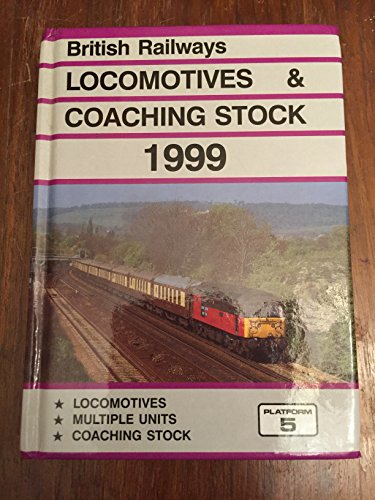 British Railways
LOCOMOTIVES &
COACHING STOCK
1999
★ LOCOMOTIVES
★ MULTIPLE UNITS
★ COACHING STOCK
PLATFORM
5